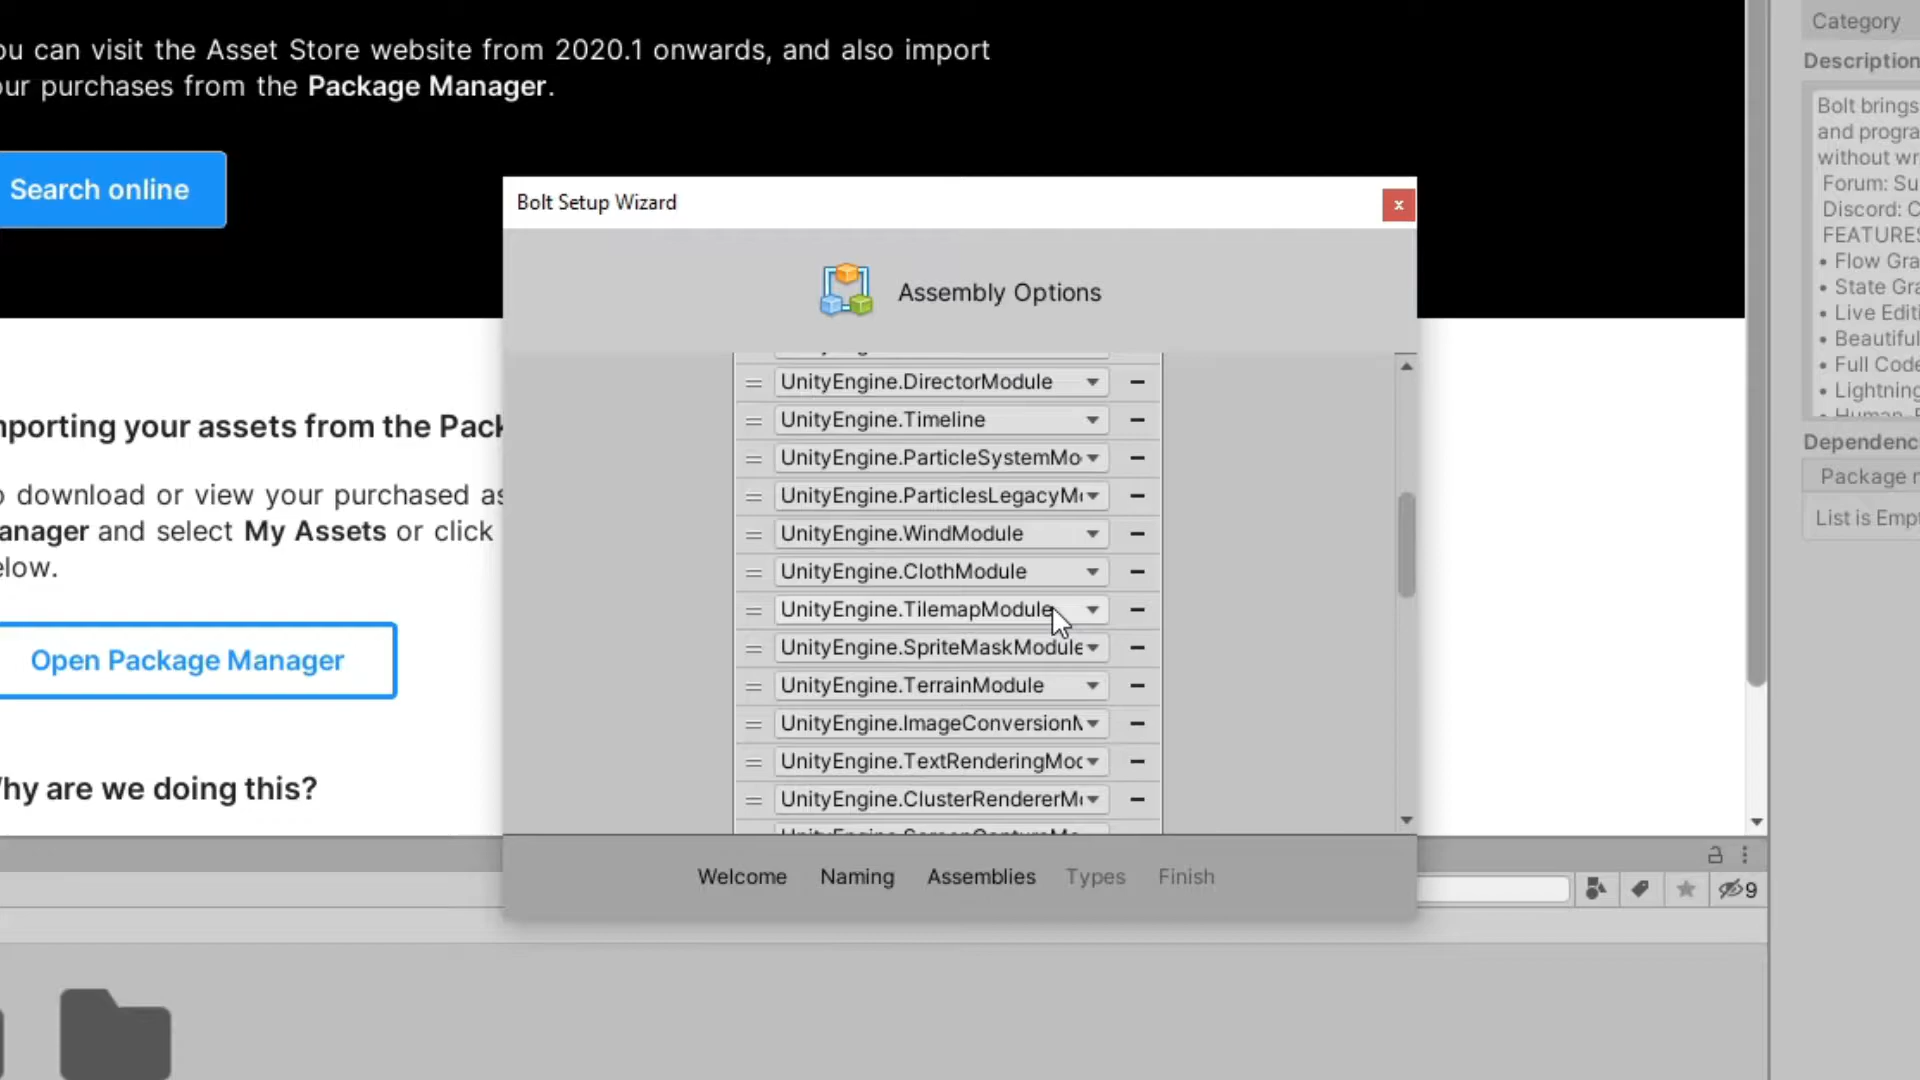 ou can visit the Asset Store website from 2020.1 onwards, and also import
our purchases from the Package Manager.
Search online
mporting your assets from the Pack
o download or view your purchased as
anager and select My Assets or click
elow.
Open Package Manager
hy are we doing this?
Bolt Setup Wizard
x
Assembly Options
UnityEngine.DirectorModule
UnityEngine.Timeline
UnityEngine.ParticleSystemMo
UnityEngine.ParticlesLegacyM
UnityEngine.WindModule
UnityEngine.ClothModule
UnityEngine.TilemapModule
UnityEngine.SpriteMaskModule
UnityEngine.TerrainModule
UnityEngine.ImageConversion
UnityEngine.TextRenderingMod
UnityEngine.ClusterRendererM
Welcome Naming Assemblies Types Finish
9
Category
Description
Bolt brings
and progra
without wr
Forum: Su
Discord: C
FEATURES
• Flow Gra
• State Gra
• Live Editi
• Beautiful
• Full Code
• Lightning
Dependenc
Package n
List is Empt